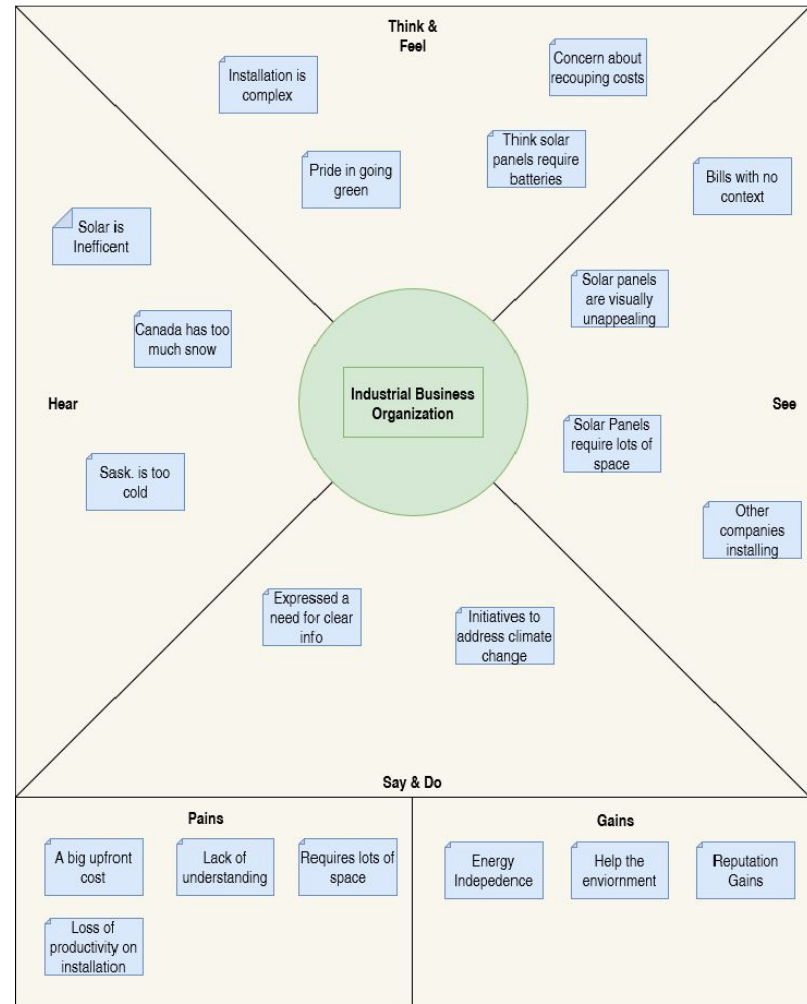 Think &
Feel
Installation is
complex
Concern about
recouping costs
Pride in going
green
Think solar
panels require
batteries
Bills with no
context
Solar is
Inefficent
Canada has too
much snow
Hear
Sask. is too
cold
Industrial Business
Organization
Solar panels
are visually
unappealing
Solar Panels
require lots of
space
See
Other
companies
installing
Expressed a
need for clear
info
Initiatives to
address climate
change
Say & Do
Pains
A big upfront
cost
Lack of
understanding
Requires lots of
space
Loss of
productivity on
installation
Gains
Energy
Indepedence
Help the
enviornment
Reputation
Gains